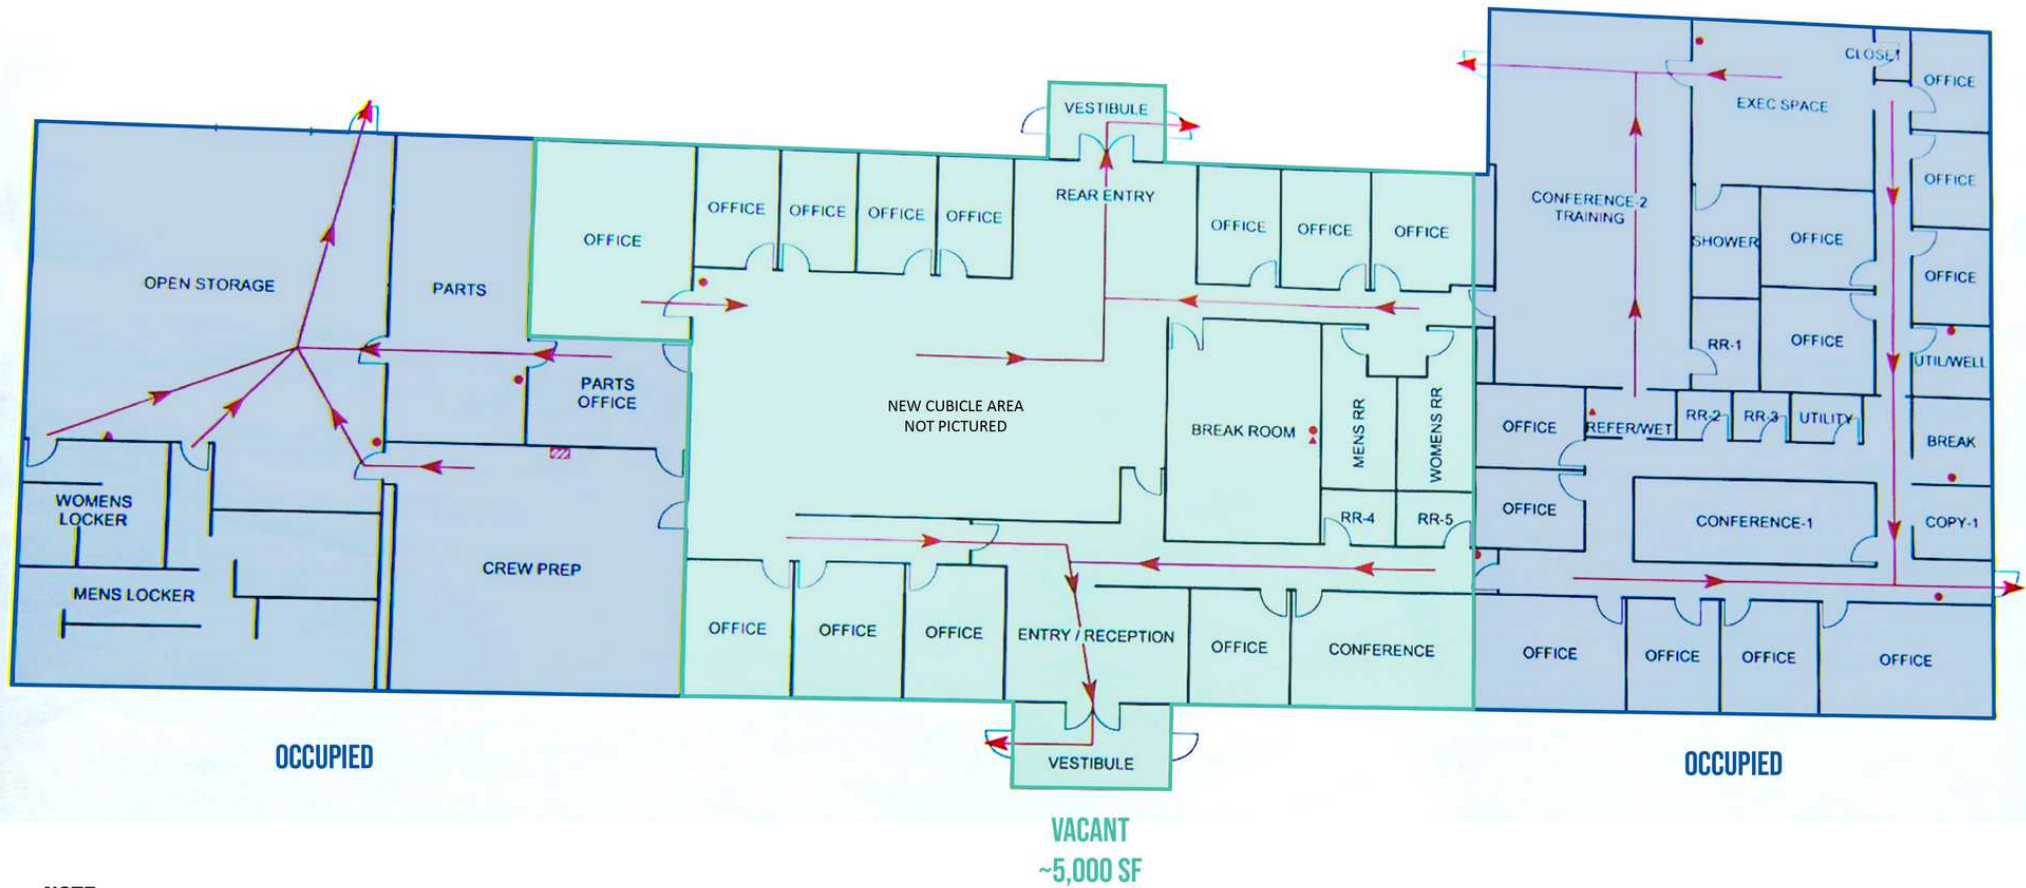 VESTIBULE
CLOSET
OFFICE
EXEC SPACE
REAR ENTRY
OFFICE
OFFICE
OFFICE
OFFICE
OFFICE
OFFICE
OFFICE
OFFICE
OFFICE
CONFERENCE-2
TRAINING
SHOWER
OFFICE
OFFICE
OPEN STORAGE
PARTS
RR-1
OFFICE
UTIL/WELL
PARTS
OFFICE
NEW CUBICLE AREA
NOT PICTURED
BREAK ROOM
MENS RR
WOMENS RR
OFFICE
REFER/WET
RR-2
RR-3
UTILITY
BREAK
WOMENS
LOCKER
RR-4
RR-5
OFFICE
CONFERENCE-1
COPY-1
CREW PREP
MENS LOCKER
OFFICE
OFFICE
OFFICE
ENTRY / RECEPTION
OFFICE
CONFERENCE
OFFICE
OFFICE
OFFICE
OFFICE
VESTIBULE
OCCUPIED
OCCUPIED
VACANT
~5,000 SF